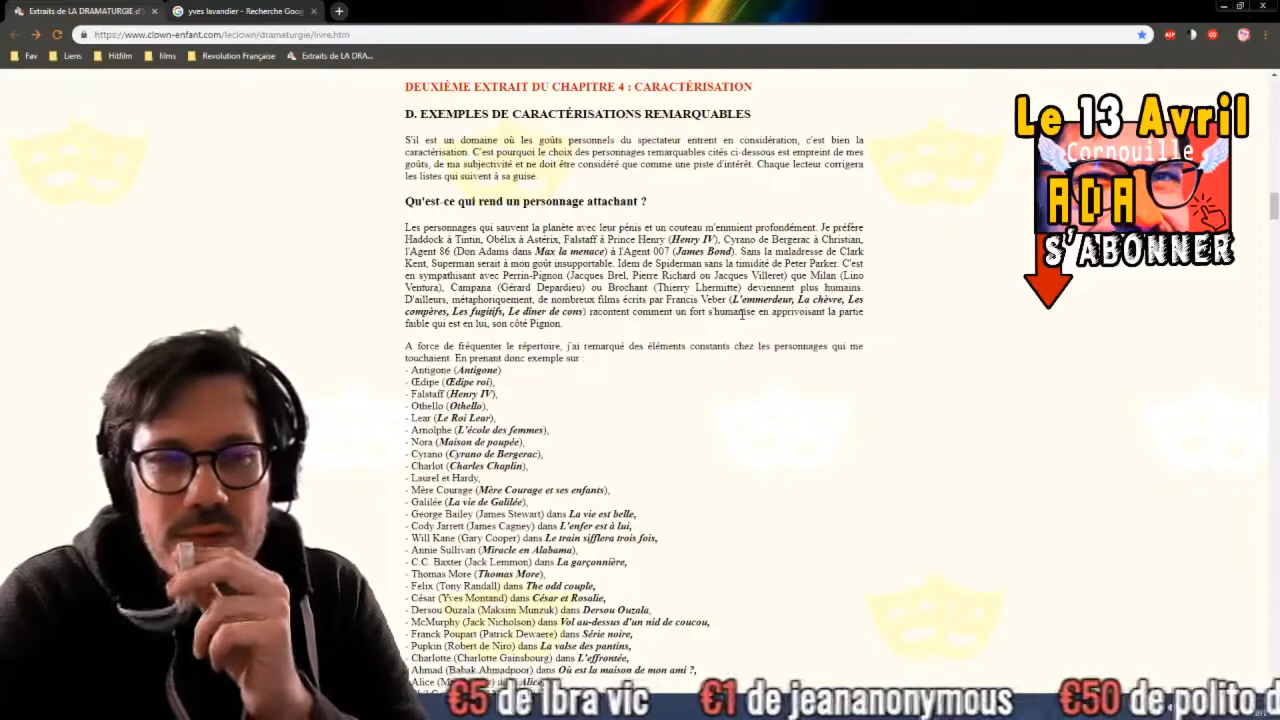 Extraits de LA DRAMATURGIE d'
yves lavandier - Recherche Goog
https://www.clown-enfant.com/leclown/dramaturgie/livre.htm
Fav
Liens
Hitfilm
films
Revolution Française
Extraits de LA DRA...
DEUXIÈME EXTRAIT DU CHAPITRE 4 : CARACTÉRISATION
D. EXEMPLES DE CARACTÉRISATIONS REMARQUABLES
S'il est un domaine où les goûts personnels du spectateur entrent en considération, c'est bien la
caractérisation. C'est pourquoi le choix des personnages remarquables cités ci-dessous est empreint de mes
goûts, de ma subjectivité et ne doit être considéré que comme une piste d'intérêt. Chaque lecteur corrigera
les listes qui suivent à sa guise.
Qu'est-ce qui rend un personnage attachant ?
Les personnages qui sauvent la planète avec leur pénis et un couteau m'ennuient profondément. Je préfère
Haddock à Tintin, Obélix à Astérix, Falstaff à Prince Henry (Henry IV), Cyrano de Bergerac à Christian,
l'Agent 86 (Don Adams dans Max la menace) à l'Agent 007 (James Bond). Sans la maladresse de Clark
Kent, Superman serait à mon goût insupportable. Idem de Spiderman sans la timidité de Peter Parker. C'est
en sympathisant avec Perrin-Pignon (Jacques Brel, Pierre Richard ou Jacques Villeret) que Milan (Lino
Ventura), Campana (Gérard Depardieu) ou Brochant (Thierry Lhermitte) deviennent plus humains.
D'ailleurs, métaphoriquement, de nombreux films écrits par Francis Veber (L'emmerdeur, La chèvre, Les
compères, Les fugitifs, Le dîner de cons) racontent comment un fort s'humanise en apprivoisant la partie
faible qui est en lui, son côté Pignon.
A force de fréquenter le répertoire, j'ai remarqué des éléments constants chez les personnages qui me
touchaient. En prenant donc exemple sur :
- Antigone (Antigone)
- Œdipe (Œdipe roi),
- Falstaff (Henry IV),
- Othello (Othello),
- Lear (Le Roi Lear),
- Arnolphe (L'école des femmes),
- Nora (Maison de poupée),
- Cyrano (Cyrano de Bergerac),
- Charlot (Charles Chaplin),
- Laurel et Hardy,
- Mère Courage (Mère Courage et ses enfants),
- Galilée (La vie de Galilée),
- George Bailey (James Stewart) dans La vie est belle,
- Cody Jarrett (James Cagney) dans L'enfer est à lui,
- Will Kane (Gary Cooper) dans Le train sifflera trois fois,
- Annie Sullivan (Miracle en Alabama),
- C.C. Baxter (Jack Lemmon) dans La garçonnière,
- Thomas More (Thomas More),
- Felix (Tony Randall) dans The odd couple,
- César (Yves Montand) dans César et Rosalie,
- Dersou Ouzala (Maksim Munzuk) dans Dersou Ouzala,
- McMurphy (Jack Nicholson) dans Vol au-dessus d'un nid de coucou,
- Franck Poupart (Patrick Dewaere) dans Série noire,
- Pupkin (Robert de Niro) dans La valse des pantins,
- Charlotte (Charlotte Gainsbourg) dans L'effrontée,
- Ahmad (Babak Ahmadpoor) dans Où est la maison de mon ami ?,
- Alice
Alice,
Le 13 Avril
Cornouille
ADA
S'ABONNER
€5 de Ibra vic €1 de jeananonymous €50 de polito d